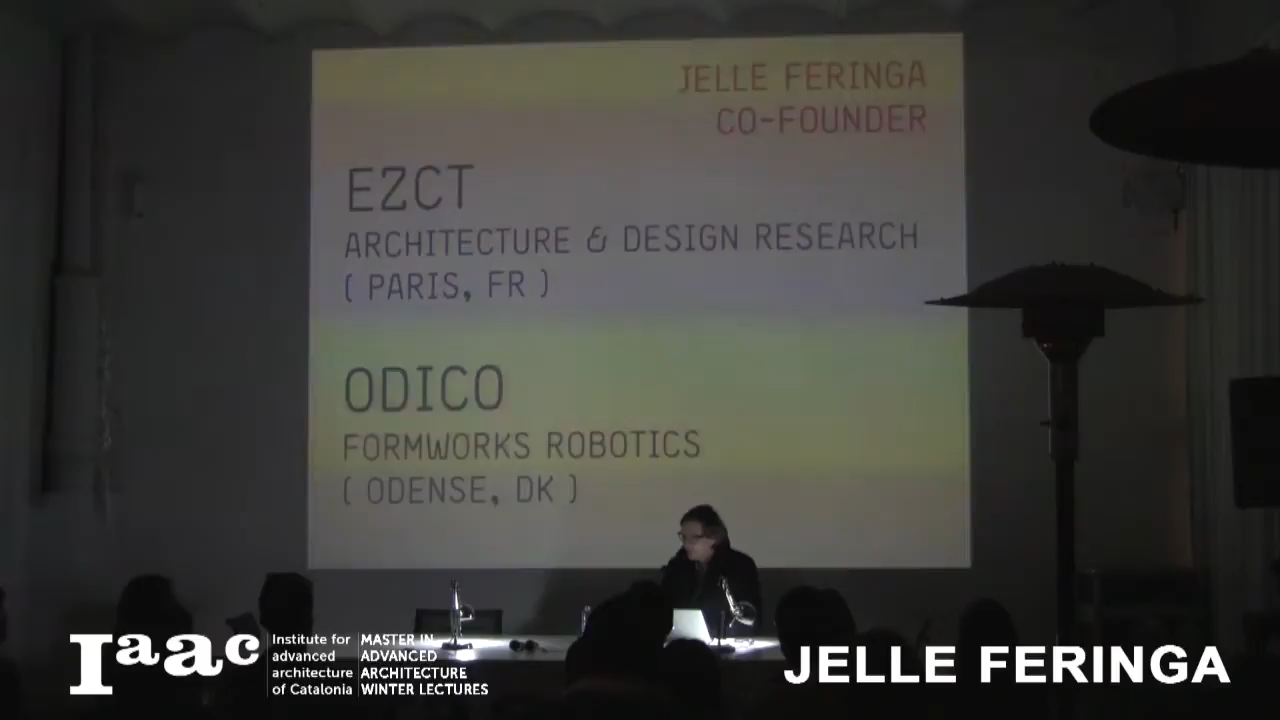 JELLE FERINGA
CO-FOUNDER
EZCT
ARCHITECTURE & DESIGN RESEARCH
( PARIS, FR )
ODICO
FORMWORKS ROBOTICS
( ODENSE, DK )
Iaac
Institute for
advanced
architecture
of Catalonia
MASTER IN
ADVANCED
ARCHITECTURE
WINTER LECTURES
JELLE FERINGA